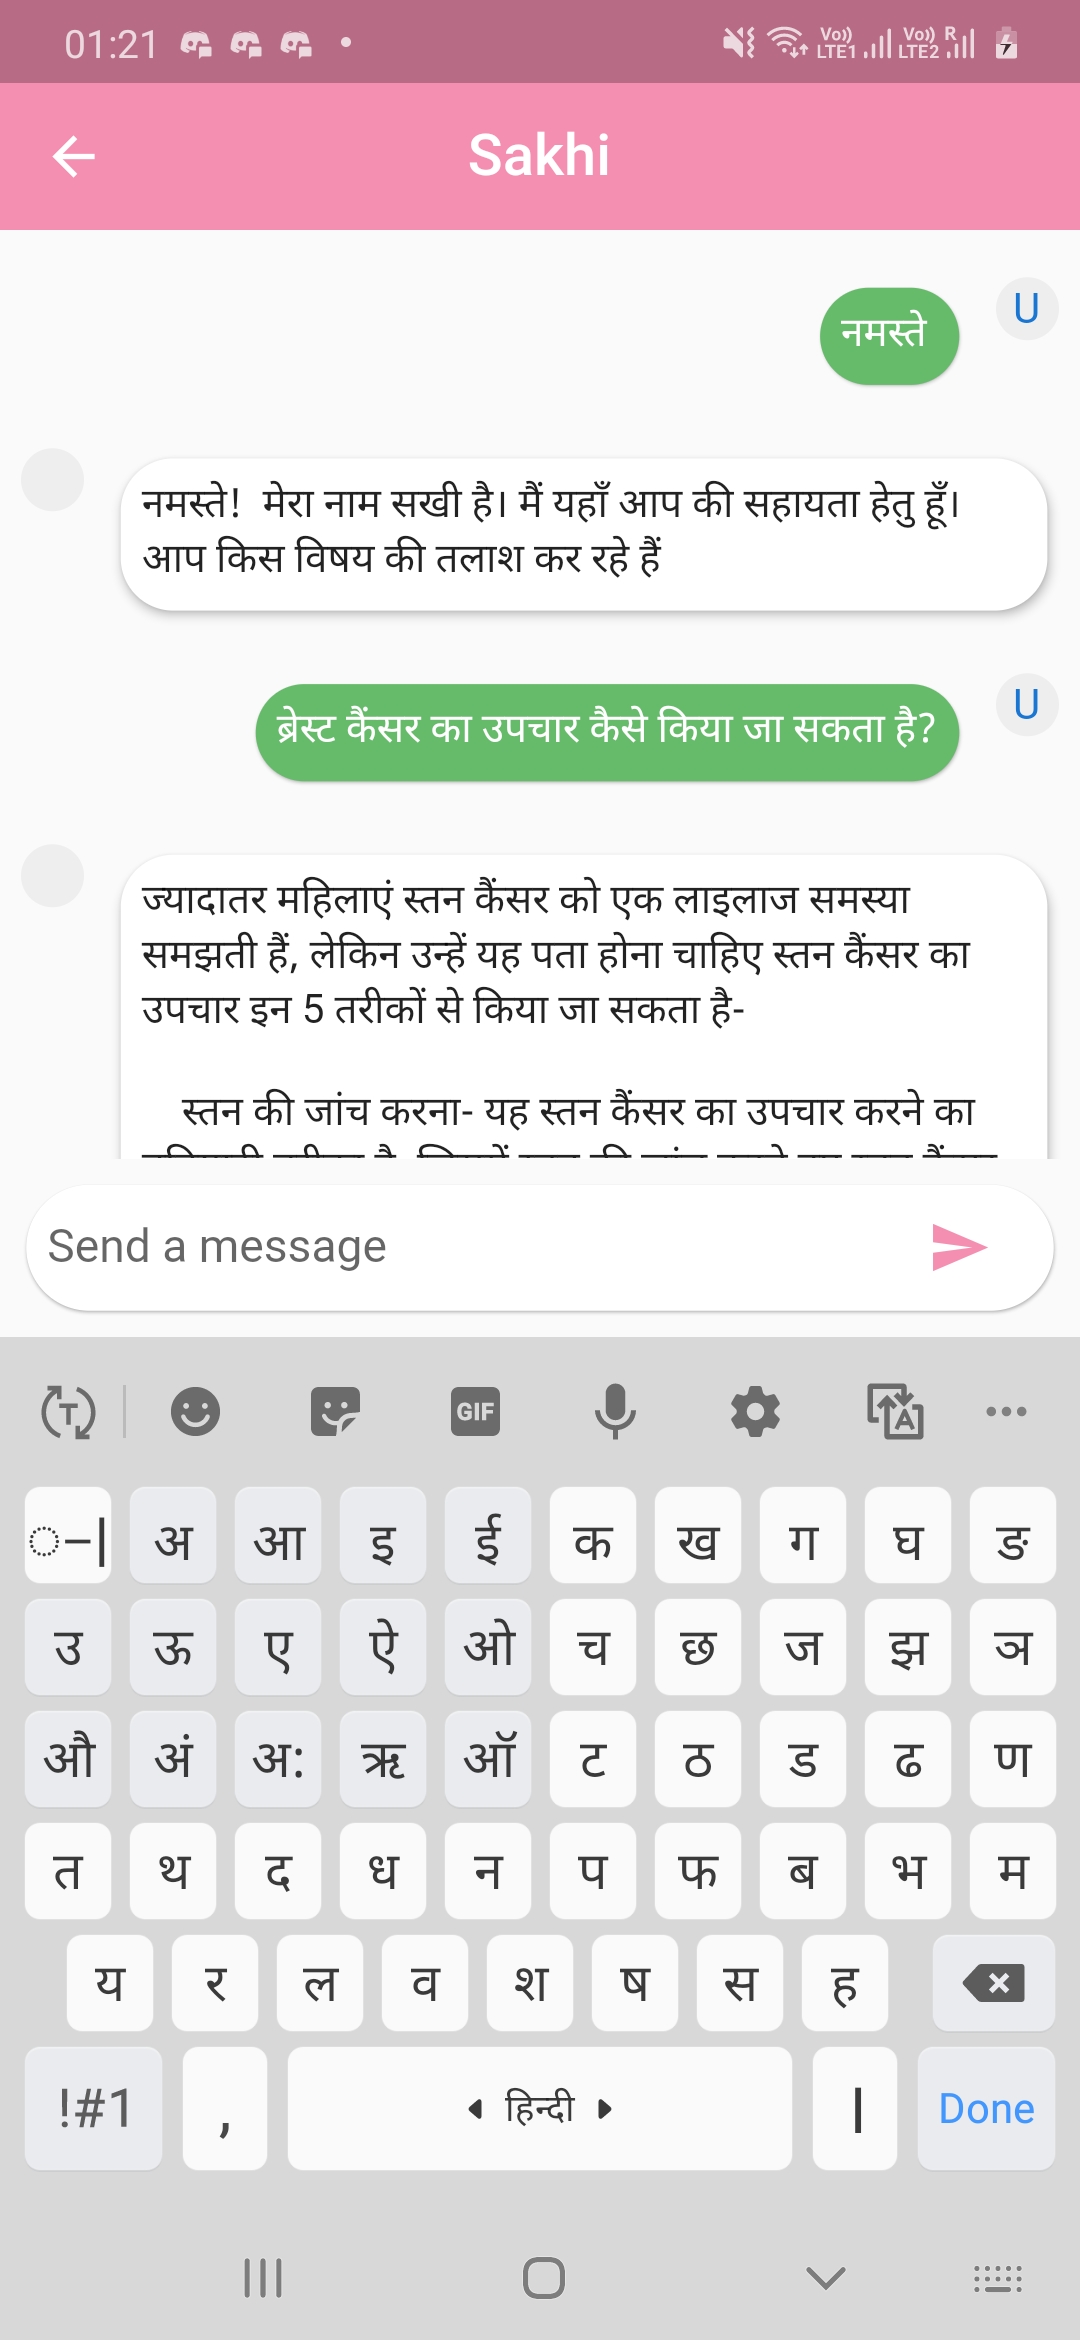 01:21
Vo)) LTE1 Vo)) LTE2 R
Sakhi
नमस्ते
U
नमस्ते! मेरा नाम सखी है। मैं यहाँ आप की सहायता हेतु हूँ।
आप किस विषय की तलाश कर रहे हैं
U
ब्रेस्ट कैंसर का उपचार कैसे किया जा सकता है?
ज्यादातर महिलाएं स्तन कैंसर को एक लाइलाज समस्या
समझती हैं, लेकिन उन्हें यह पता होना चाहिए स्तन कैंसर का
उपचार इन 5 तरीकों से किया जा सकता है-
स्तन की जांच करना- यह स्तन कैंसर का उपचार करने का
Send a message
T GIF A
अ आ इ ई क ख ग घ ङ
उ ऊ ए ऐ ओ च छ ज झ ञ
औ अं अ: ऋ ऑ ट ठ ड ढ ण
त थ द ध न प फ ब भ म
य र ल व श ष स ह
!#1 , हिन्दी । Done